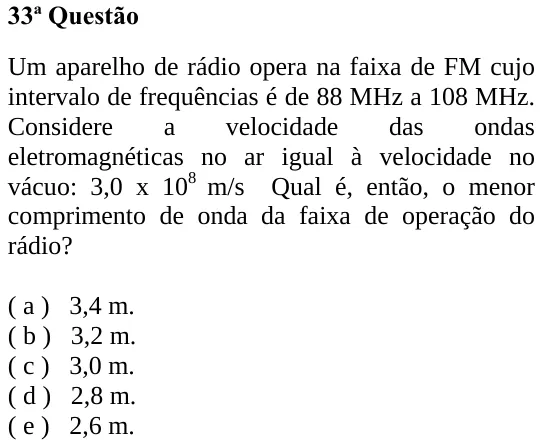 33ª Questão
Um aparelho de rádio opera na faixa de FM cujo
intervalo de frequências é de 88 MHz a 108 MHz.
Considere a velocidade das ondas
eletromagnéticas no ar igual à velocidade no
vácuo: 3,0 x 10⁸ m/s Qual é, então, o menor
comprimento de onda da faixa de operação do
rádio?
( a ) 3,4 m.
( b ) 3,2 m.
( c ) 3,0 m.
( d ) 2,8 m.
( e ) 2,6 m.